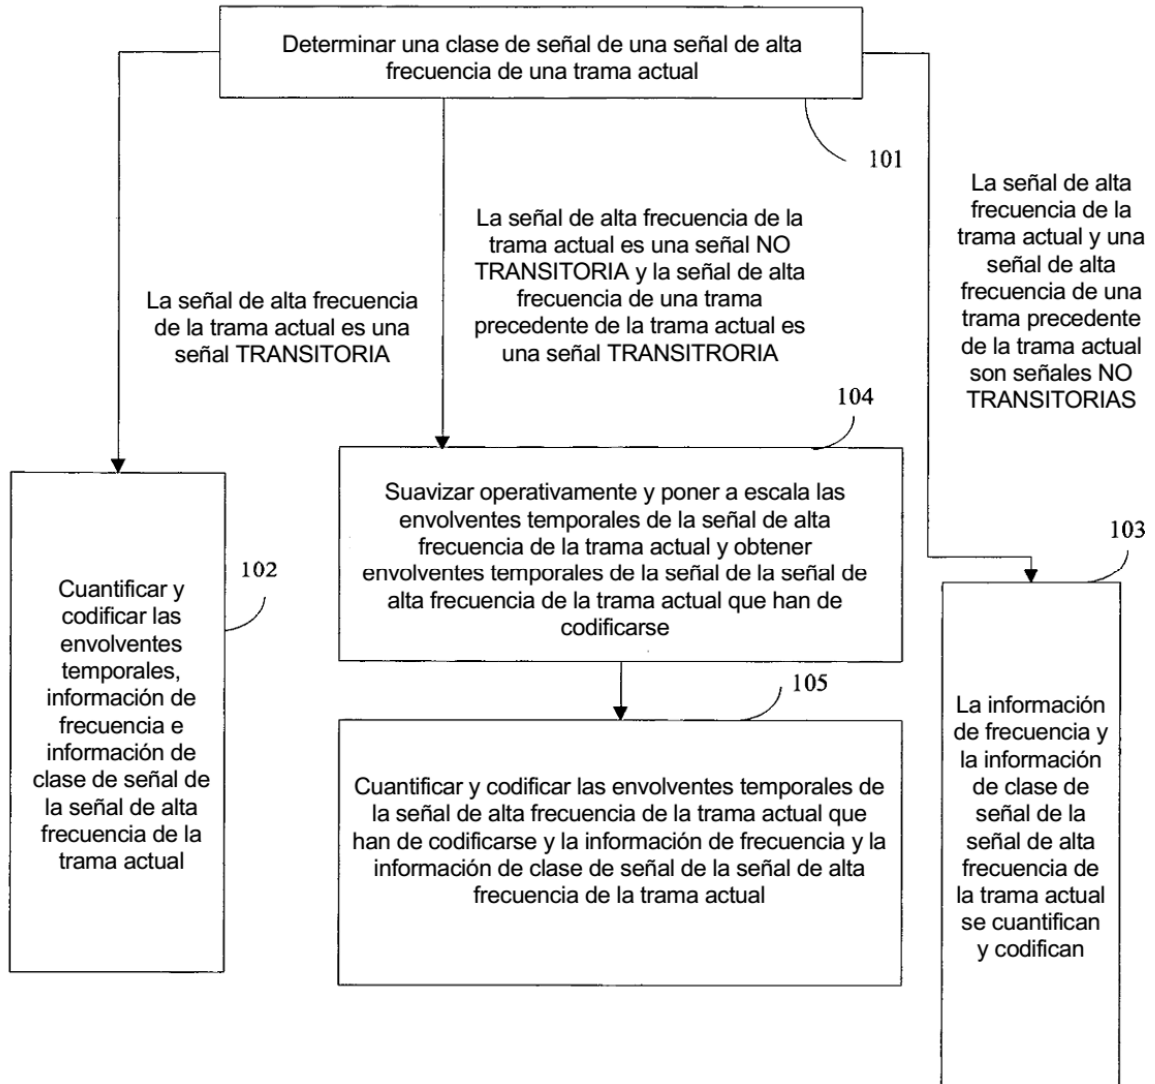 Determinar una clase de señal de una señal de alta
frecuencia de una trama actual
101
La señal de alta frecuencia
de la trama actual es una
señal TRANSITORIA
La señal de alta frecuencia de la
trama actual es una señal NO
TRANSITORIA y la señal de alta
frecuencia de una trama
precedente de la trama actual es
una señal TRANSITRORIA
La señal de alta
frecuencia de la
trama actual y una
señal de alta
frecuencia de una
trama precedente
de la trama actual
son señales NO
TRANSITORIAS
104
Suavizar operativamente y poner a escala las
envolventes temporales de la señal de alta
frecuencia de la trama actual y obtener
envolventes temporales de la señal de la señal de
alta frecuencia de la trama actual que han de
codificarse
102
Cuantificar y
codificar las
envolventes
temporales,
información de
frecuencia e
información de
clase de señal de
la señal de alta
frecuencia de la
trama actual
105
Cuantificar y codificar las envolventes temporales de
la señal de alta frecuencia de la trama actual que
han de codificarse y la información de frecuencia y la
información de clase de señal de la señal de alta
frecuencia de la trama actual
103
La información
de frecuencia y
la información
de clase de
señal de la
señal de alta
frecuencia de
la trama actual
se cuantifican
y codifican